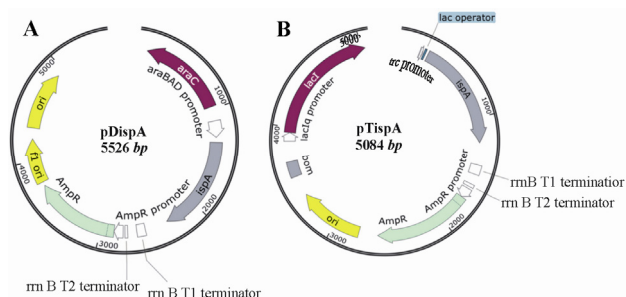 A
pDispA
5526 bp
araC
araBAD promoter
ispA
AmpR promoter
AmpR
f1 ori
ori
1000
2000
3000
4000
5000
rrn B T2 terminator
rrn B T1 terminator
B
pTispA
5084 bp
lac operator
trc promoter
ispA
rrnB T1 terminatior
rrn B T2 terminator
AmpR promoter
AmpR
ori
bom
lacIq promoter
lacI
1000
2000
3000
4000
5000